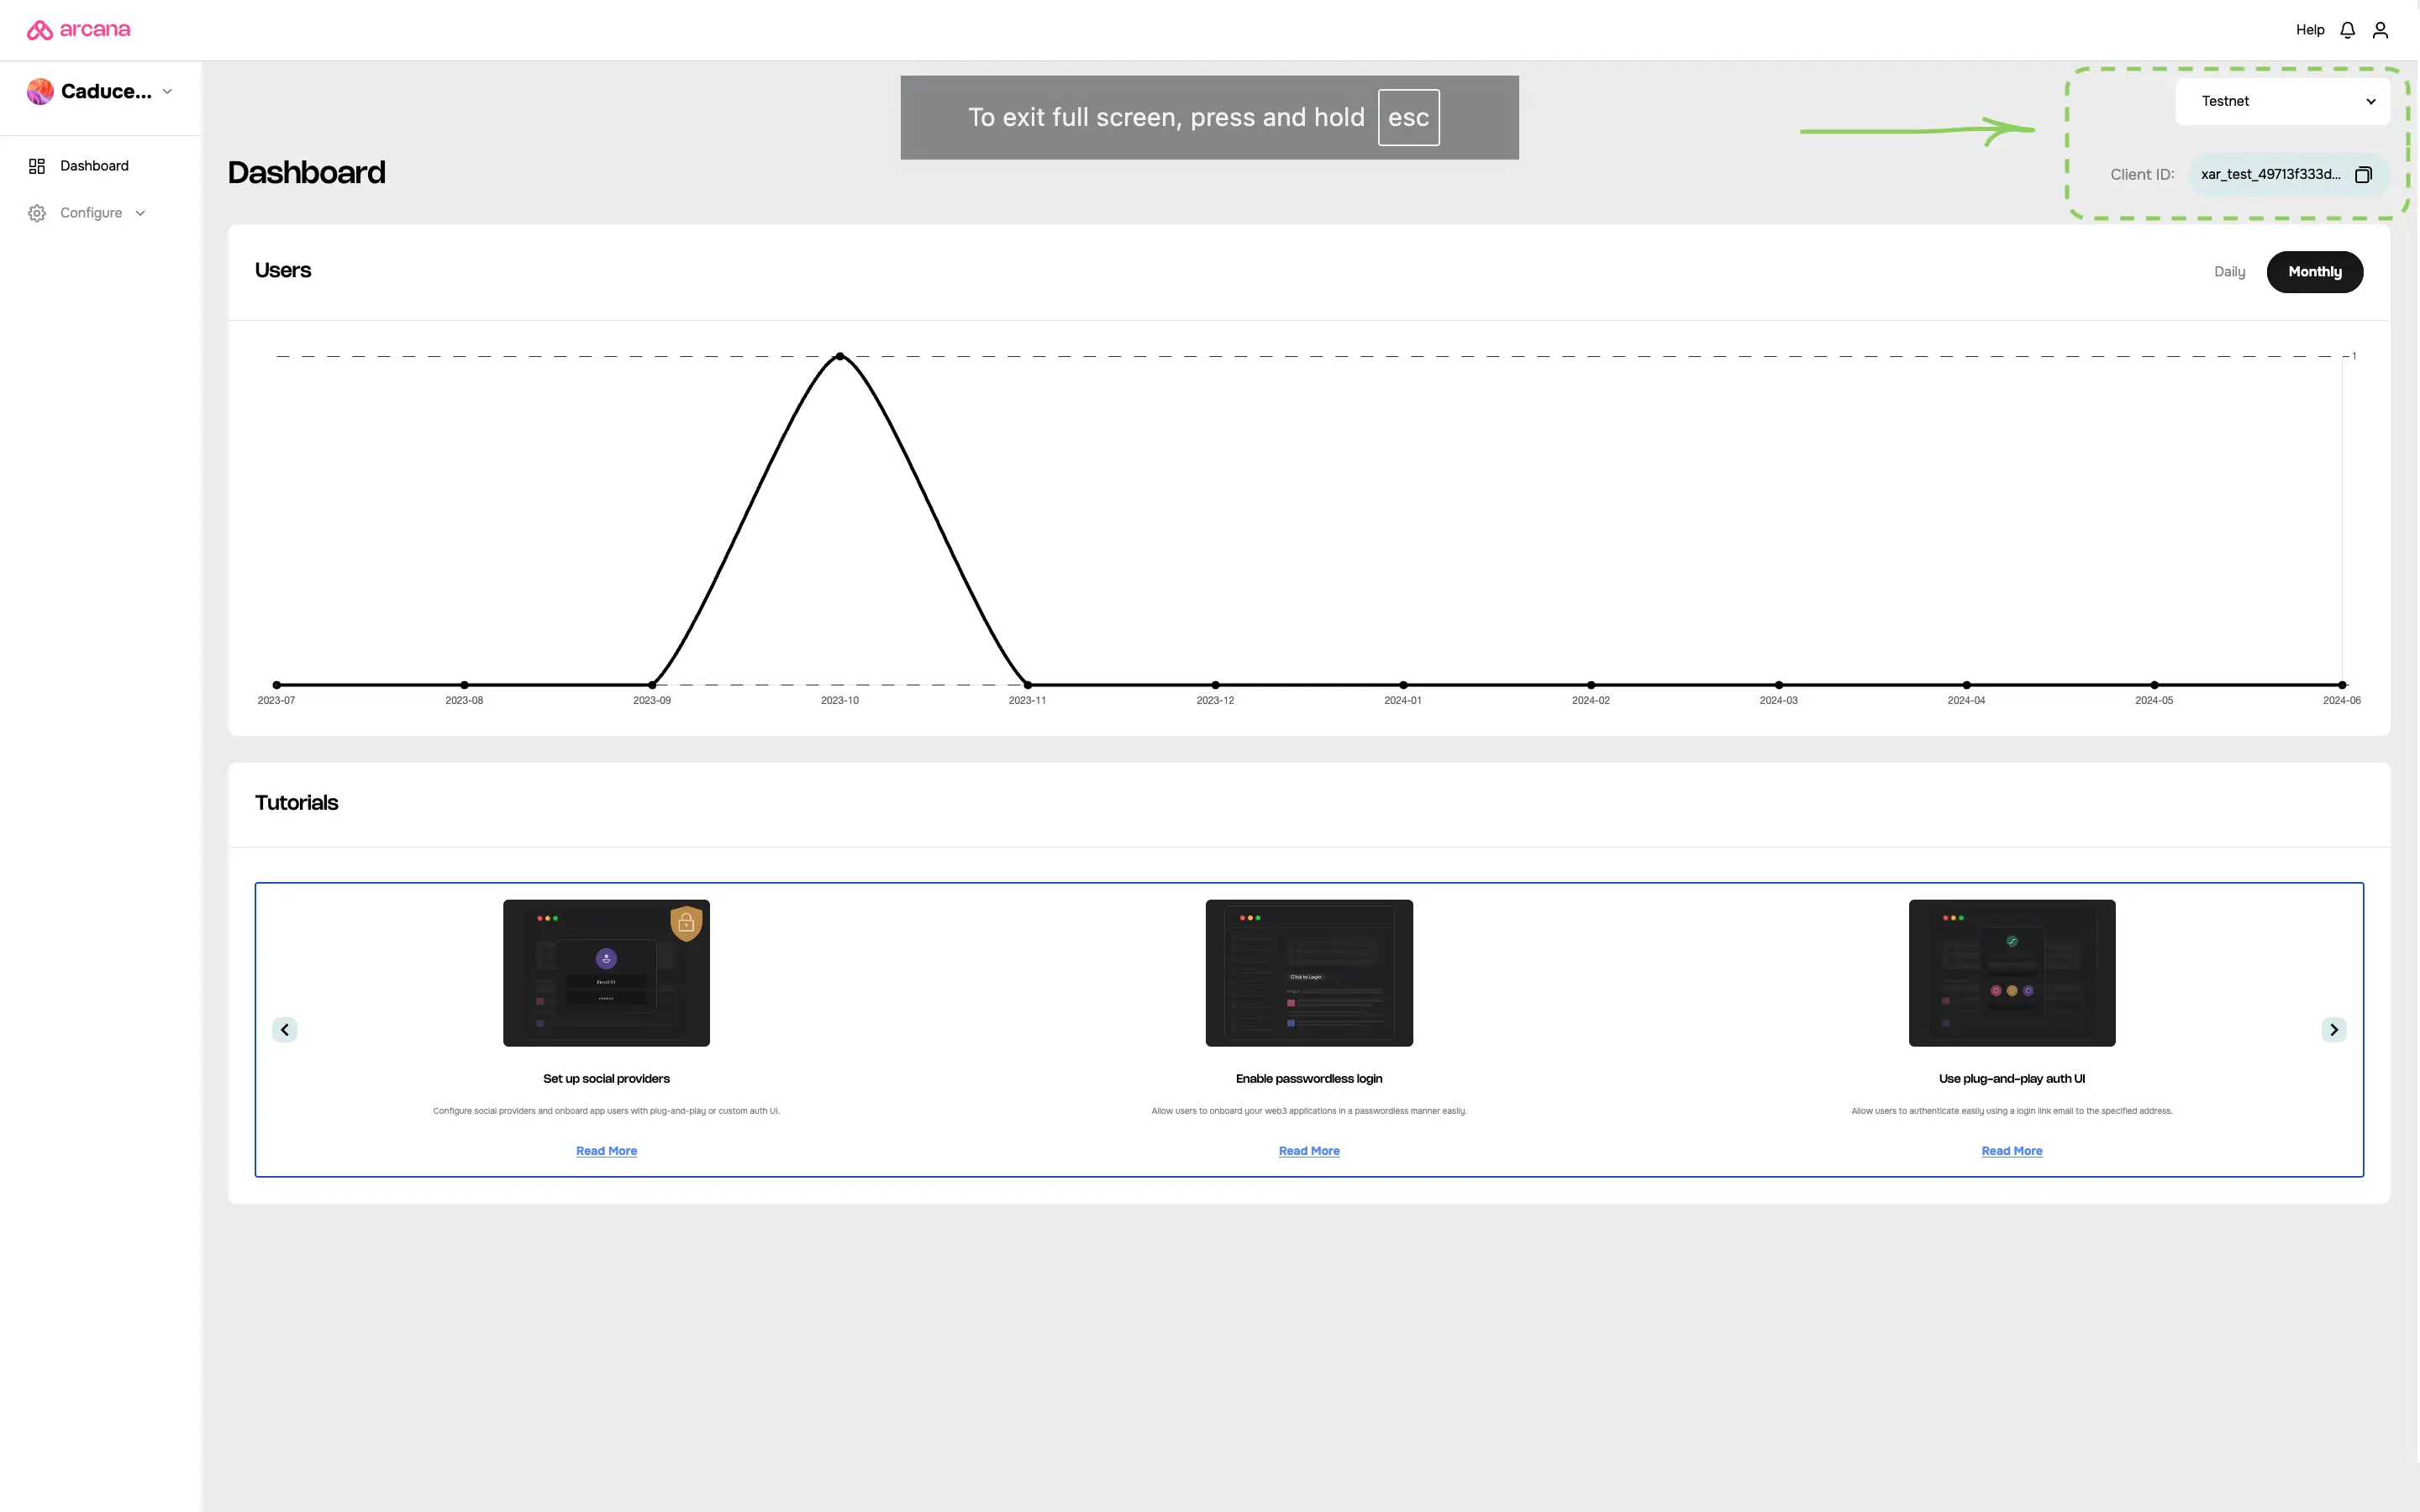 arcana
Help
Caduce...
Testnet
To exit full screen, press and hold esc
Dashboard
Client ID: xar_test_49713f333d...
Dashboard
Configure
Users
Daily
Monthly
1
2023-07 2023-08 2023-09 2023-10 2023-11 2023-12 2024-01 2024-02 2024-03 2024-04 2024-05 2024-06
Tutorials
Click to Login
Set up social providers
Configure social providers and onboard app users with plug-and-play or custom auth UI.
Read More
Enable passwordless login
Allow users to onboard your web3 applications in a passwordless manner easily.
Read More
Use plug-and-play auth UI
Allow users to authenticate easily using a login link email to the specified address.
Read More